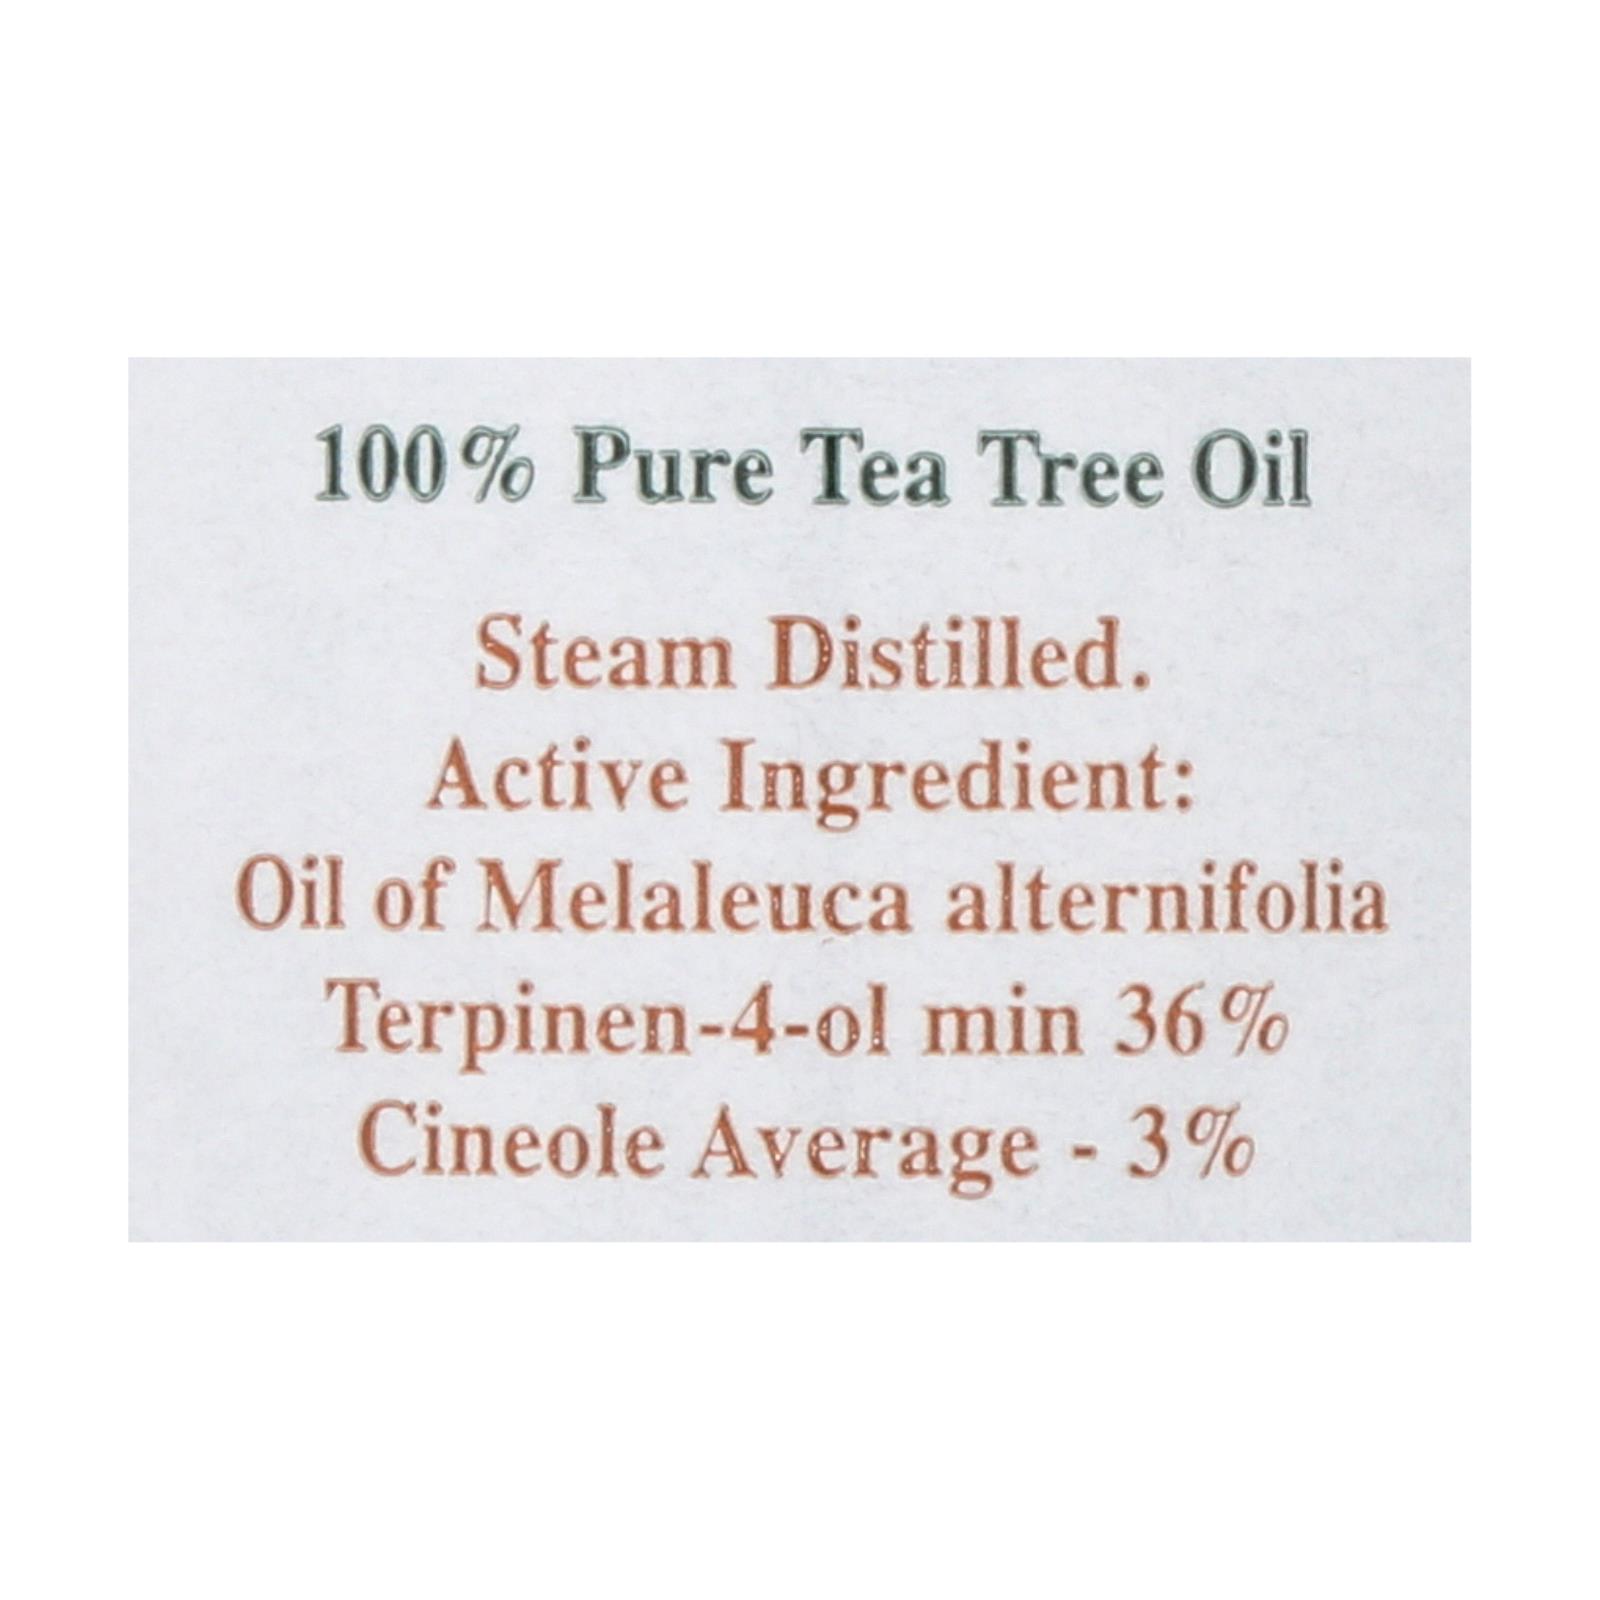 100% Pure Tea Tree Oil
Steam Distilled.
Active Ingredient:
Oil of Melaleuca alternifolia
Terpinen-4-ol min 36%
Cineole Average - 3%